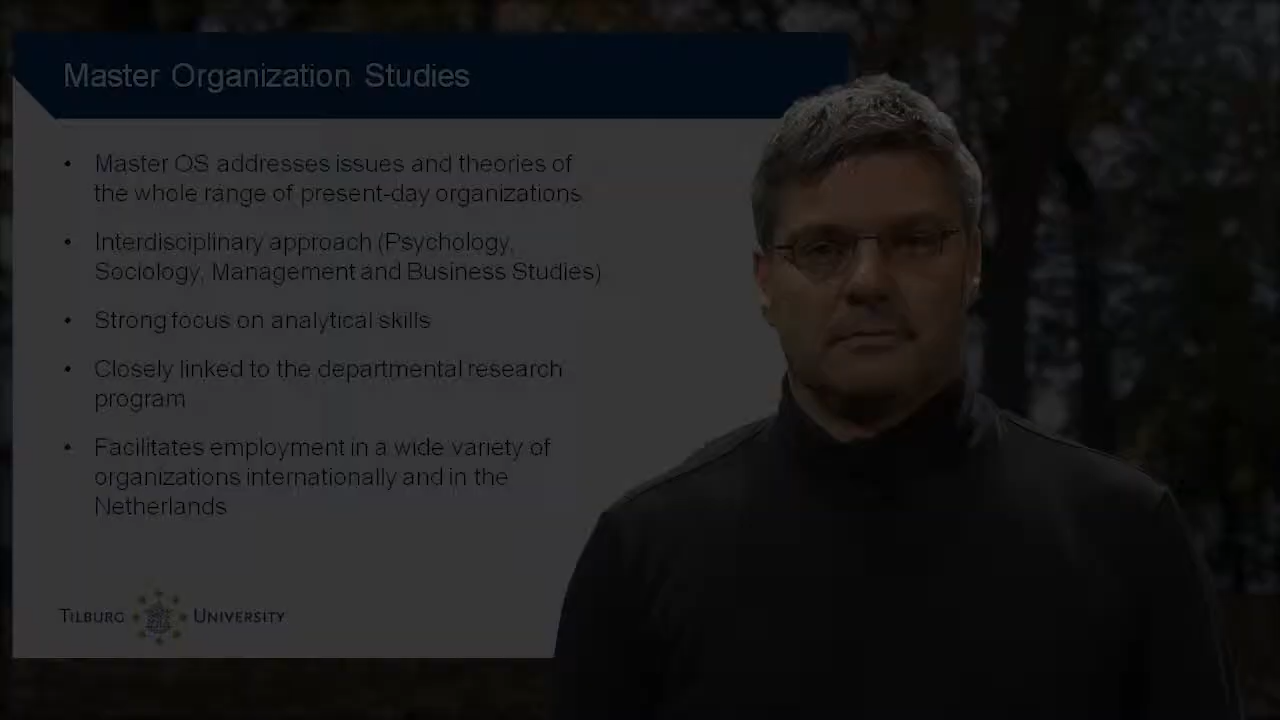 Master Organization Studies
• Master OS addresses issues and theories of
the whole range of present-day organizations
• Interdisciplinary approach (Psychology,
Sociology, Management and Business Studies)
• Strong focus on analytical skills
• Closely linked to the departmental research
program
• Facilitates employment in a wide variety of
organizations internationally and in the
Netherlands
TILBURG UNIVERSITY